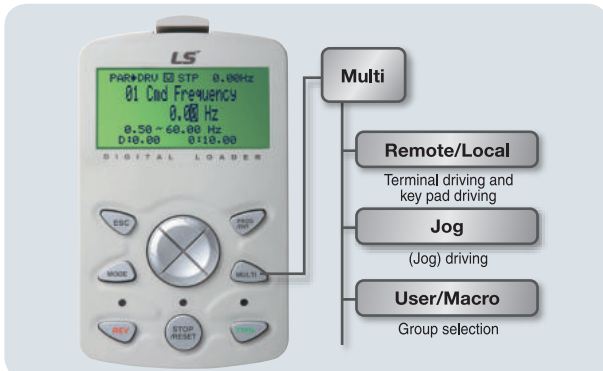 LS
PAR→DRV M STP 0.00Hz
01 Cmd Frequency
0.00 Hz
0.50 ~ 60.00 Hz
D:0.00 0:10.00
DIGITAL LOADER
ESC
PROG
/ENT
MODE
MULTI
REV
STOP
/RESET
FWD
Multi
Remote/Local
Terminal driving and
key pad driving
Jog
(Jog) driving
User/Macro
Group selection